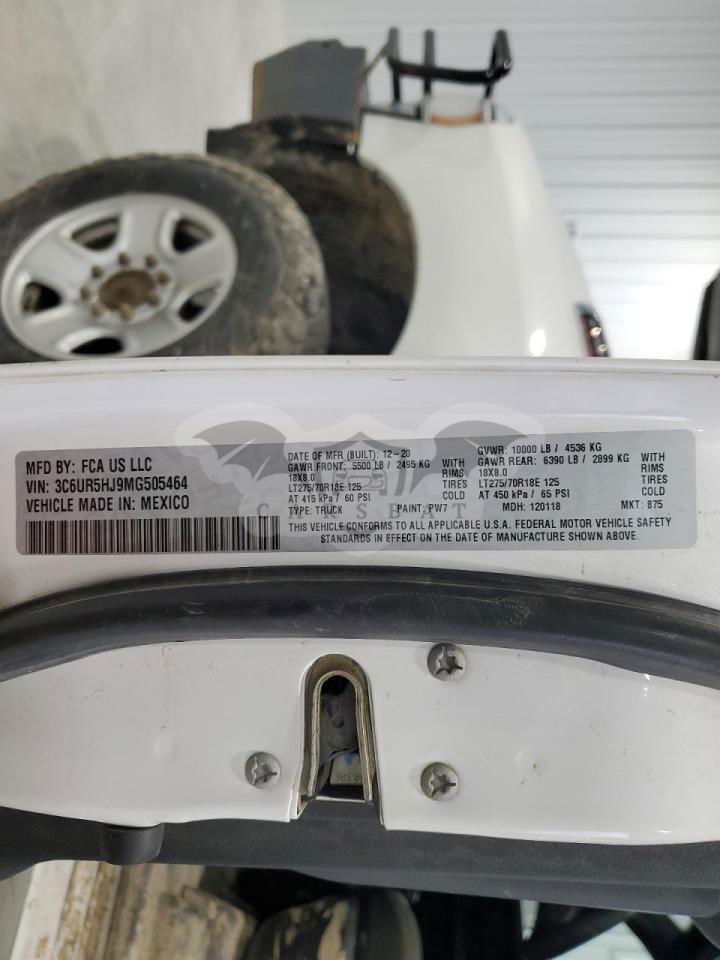 MFD BY: FCA US LLC
VIN: 3C6UR5HJ9MG505464
VEHICLE MADE IN: MEXICO
DATE OF MFR (BUILT): 12-20 GVWR: 10000 LB / 4536 KG
GAWR FRONT: 5500 LB / 2495 KG WITH GAWR REAR: 6390 LB / 2899 KG WITH
18X8.0 RIMS 18X8.0 RIMS
LT275/70R18E 125 TIRES LT275/70R18E 125 TIRES
AT 415 kPa / 60 PSI COLD AT 450 kPa / 65 PSI COLD
TYPE: TRUCK PAINT: PW7 MDH: 120118 MKT: 875
THIS VEHICLE CONFORMS TO ALL APPLICABLE U.S.A. FEDERAL MOTOR VEHICLE SAFETY
STANDARDS IN EFFECT ON THE DATE OF MANUFACTURE SHOWN ABOVE.